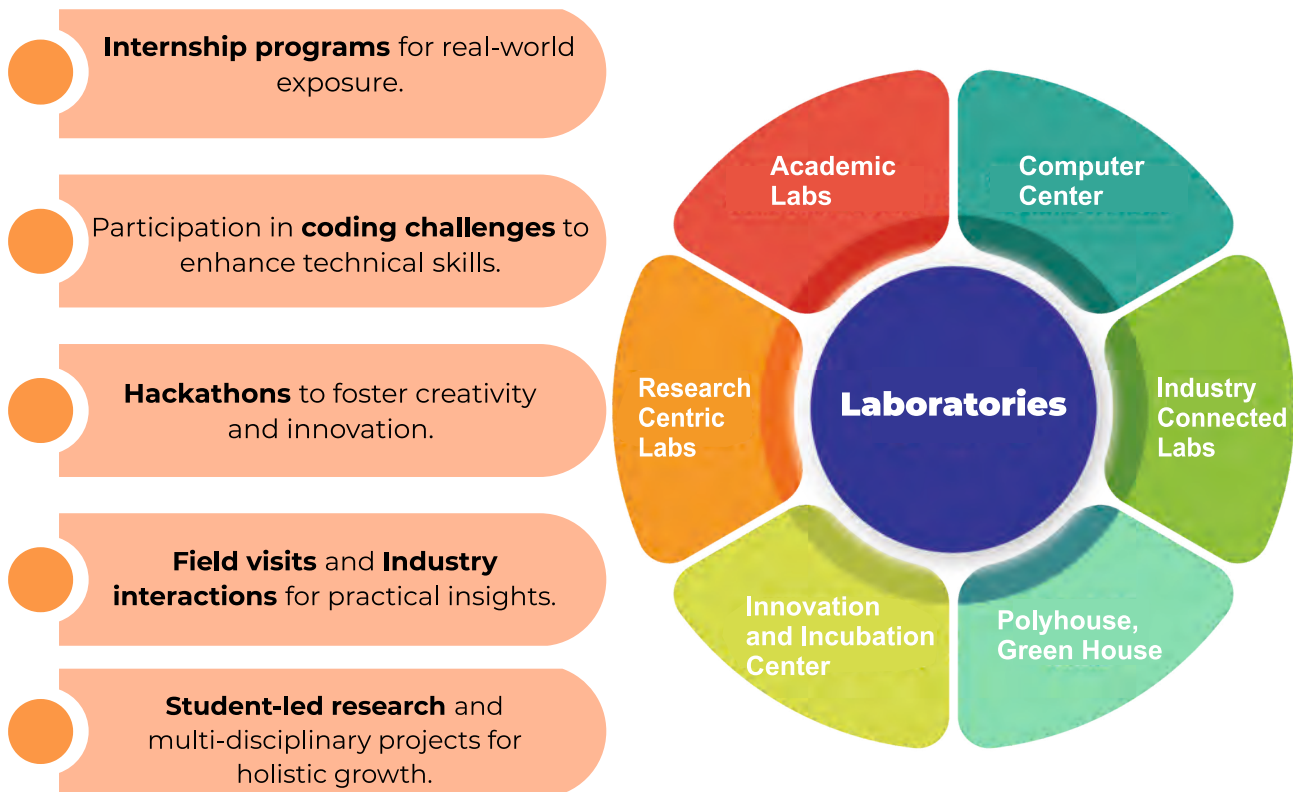 Internship programs for real-world
exposure.
Participation in coding challenges to
enhance technical skills.
Hackathons to foster creativity
and innovation.
Field visits and Industry
interactions for practical insights.
Student-led research and
multi-disciplinary projects for
holistic growth.
Academic
Labs
Computer
Center
Research
Centric
Labs
Laboratories
Industry
Connected
Labs
Innovation
and Incubation
Center
Polyhouse,
Green House